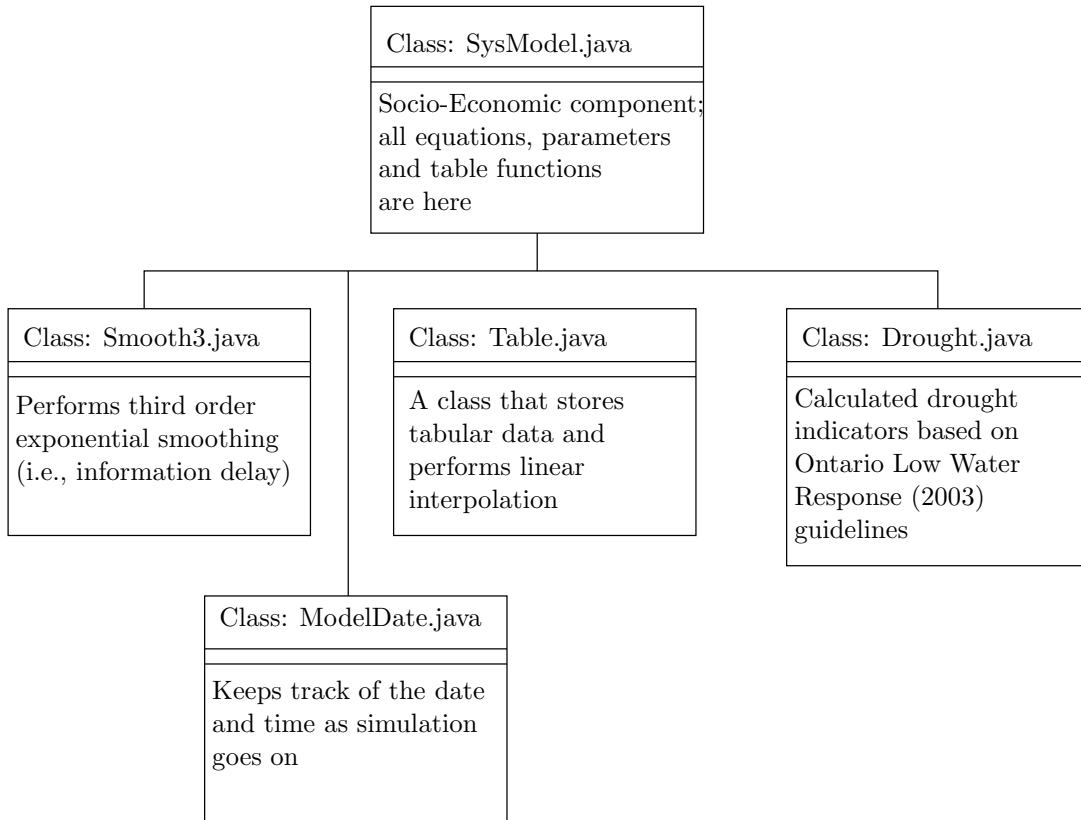 Class: SysModel.java
Socio-Economic component;
all equations, parameters
and table functions
are here
Class: Smooth3.java
Performs third order
exponential smoothing
(i.e., information delay)
Class: Table.java
A class that stores
tabular data and
performs linear
interpolation
Class: Drought.java
Calculated drought
indicators based on
Ontario Low Water
Response (2003)
guidelines
Class: ModelDate.java
Keeps track of the date
and time as simulation
goes on